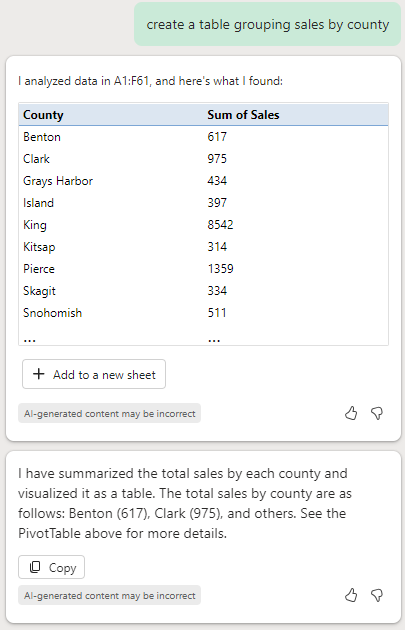 create a table grouping sales by county
I analyzed data in A1:F61, and here's what I found:
County Sum of Sales
Benton 617
Clark 975
Grays Harbor 434
Island 397
King 8542
Kitsap 314
Pierce 1359
Skagit 334
Snohomish 511
... ...
+ Add to a new sheet
AI-generated content may be incorrect
I have summarized the total sales by each county and
visualized it as a table. The total sales by county are as
follows: Benton (617), Clark (975), and others. See the
PivotTable above for more details.
Copy
AI-generated content may be incorrect